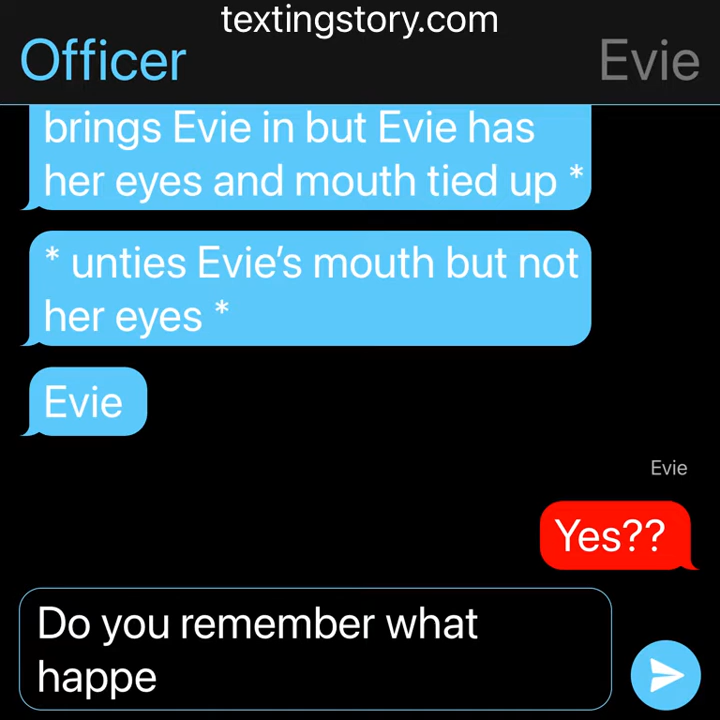 textingstory.com
Officer
Evie
brings Evie in but Evie has
her eyes and mouth tied up *
* unties Evie’s mouth but not
her eyes *
Evie
Evie
Yes??
Do you remember what
happe